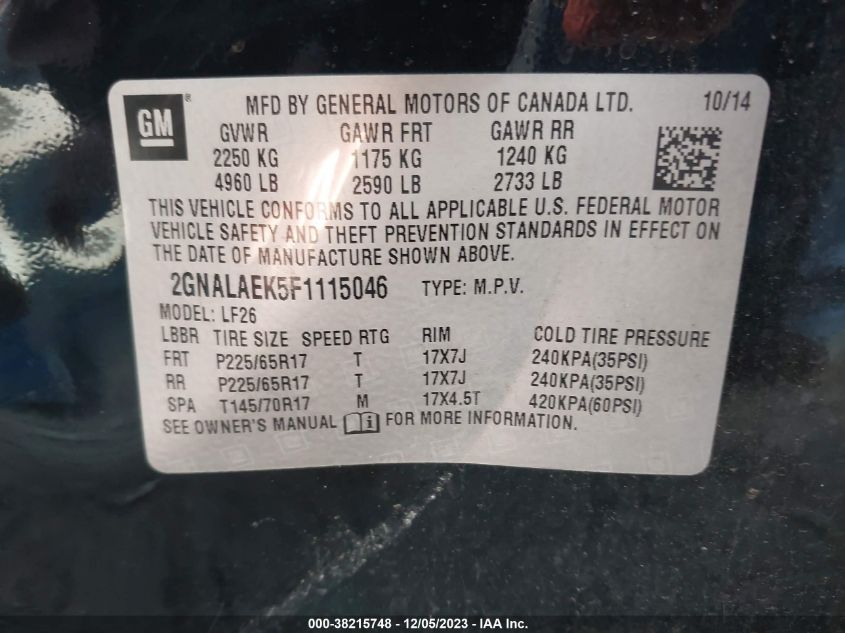 GM ® MFD BY GENERAL MOTORS OF CANADA LTD. 10/14
GVWR GAWR FRT GAWR RR
2250 KG 1175 KG 1240 KG
4960 LB 2590 LB 2733 LB
THIS VEHICLE CONFORMS TO ALL APPLICABLE U.S. FEDERAL MOTOR
VEHICLE SAFETY AND THEFT PREVENTION STANDARDS IN EFFECT ON
THE DATE OF MANUFACTURE SHOWN ABOVE.
2GNALAEK5F1115046 TYPE: M.P.V.
MODEL: LF26
LBBR TIRE SIZE SPEED RTG RIM COLD TIRE PRESSURE
FRT P225/65R17 T 17X7J 240KPA(35PSI)
RR P225/65R17 T 17X7J 240KPA(35PSI)
SPA T145/70R17 M 17X4.5T 420KPA(60PSI)
SEE OWNER'S MANUAL i FOR MORE INFORMATION.
000-38215748 - 12/05/2023 - IAA Inc.